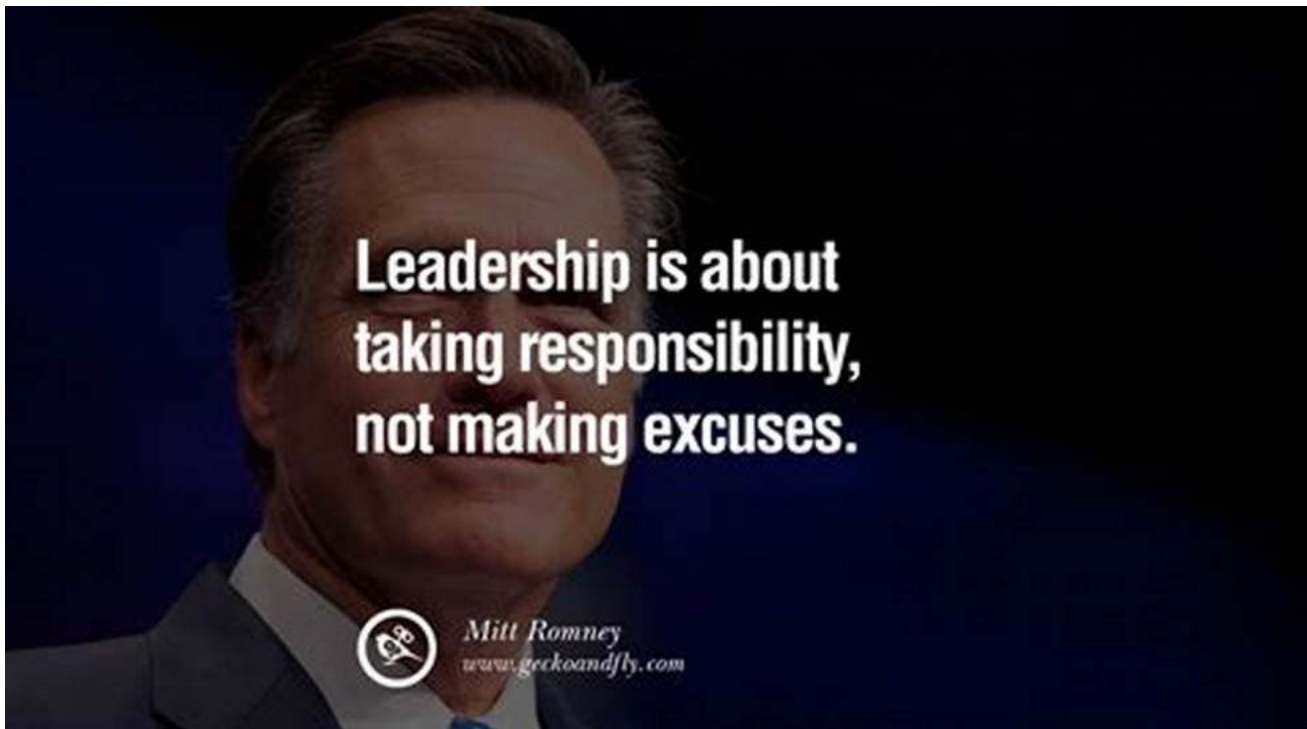 Leadership is about
taking responsibility,
not making excuses.
Mitt Romney
www.geckoandfly.com